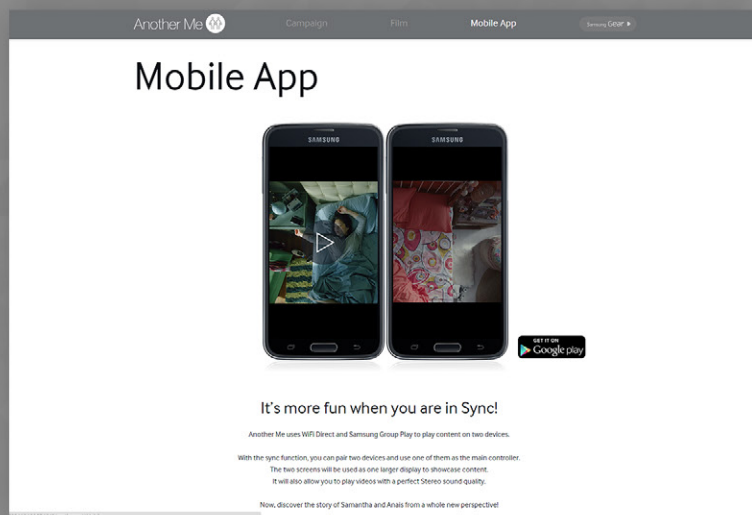 Another Me
Campaign
Film
Mobile App
Samsung Gear
Mobile App
SAMSUNG
SAMSUNG
GET IT ON
Google play
It's more fun when you are in Sync!
Another Me uses WiFi Direct and Samsung Group Play to play content on two devices.
With the sync function, you can pair two devices and use one of them as the main controller.
The two screens will be used as one larger display to showcase content.
It will also allow you to play videos with a perfect Stereo sound quality.
Now, discover the story of Samantha and Anais from a whole new perspective!